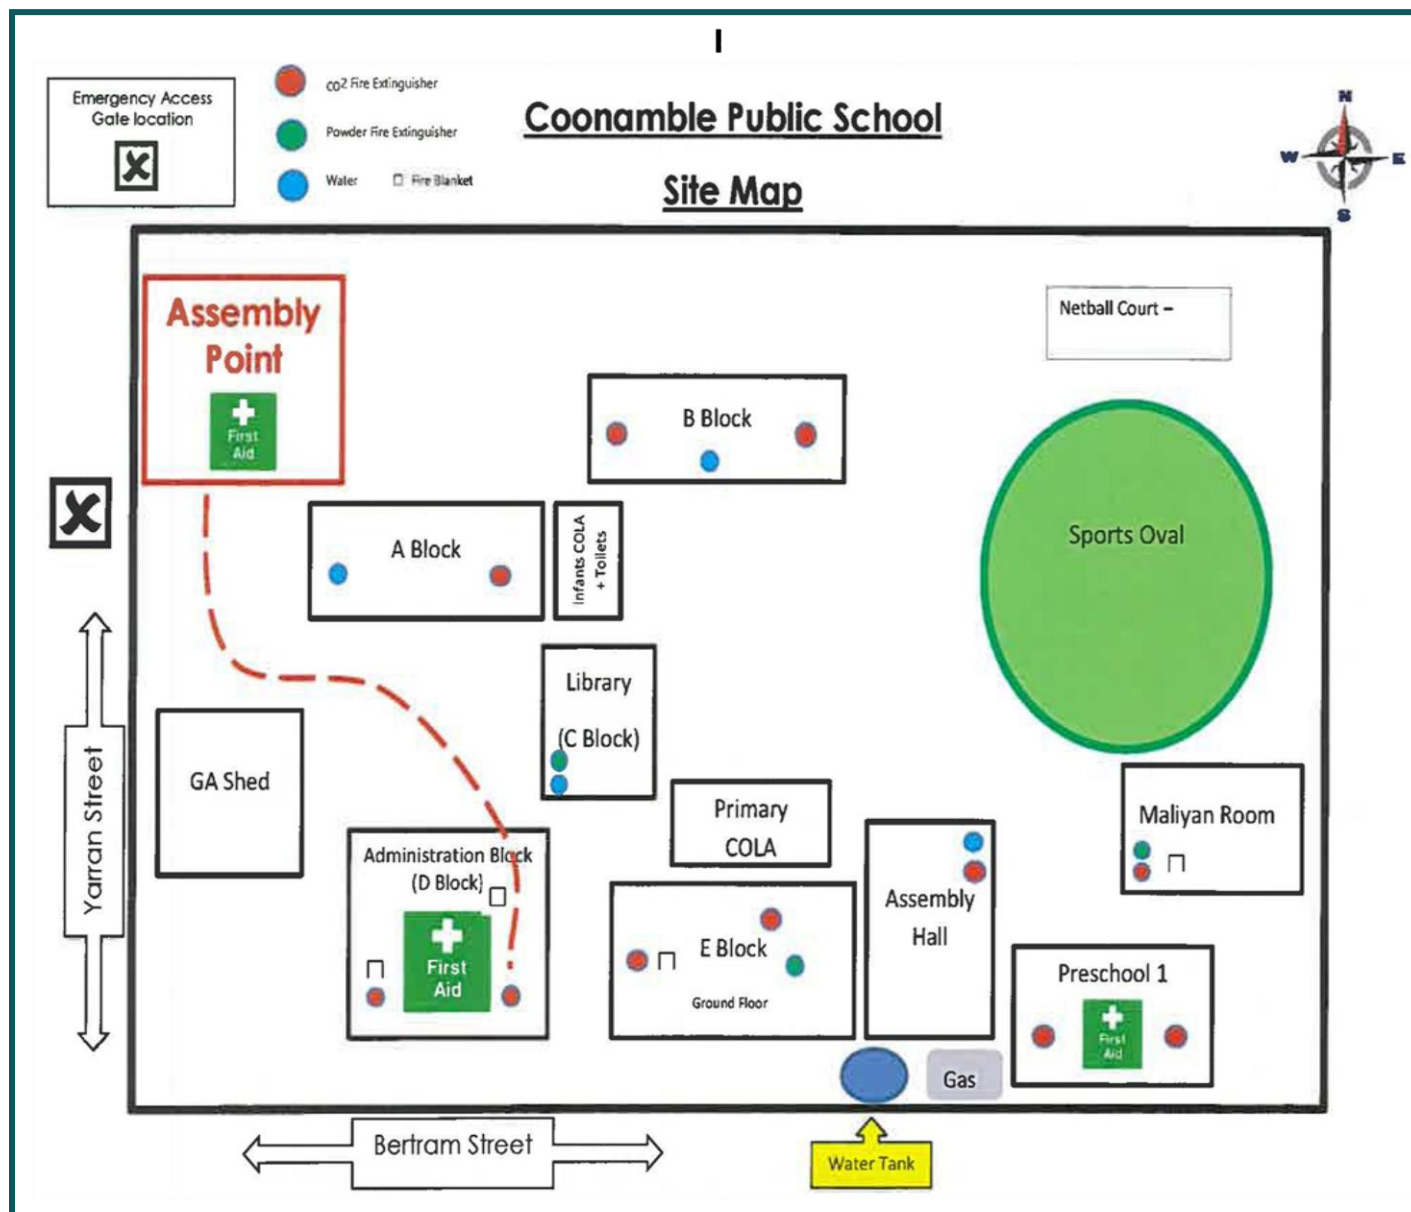 I
Emergency Access
Gate location
CO2 Fire Extinguisher
Powder Fire Extinguisher
Water
Fire Blanket
Coonamble Public School
Site Map
N
W
E
S
Assembly
Point
First
Aid
Netball Court –
B Block
A Block
Infants COLA
+ Toilets
Sports Oval
Library
(C Block)
GA Shed
Yarran Street
Primary
COLA
Maliyan Room
Administration Block
(D Block)
First
Aid
E Block
Ground Floor
Assembly
Hall
Preschool 1
First
Aid
Gas
Bertram Street
Water Tank